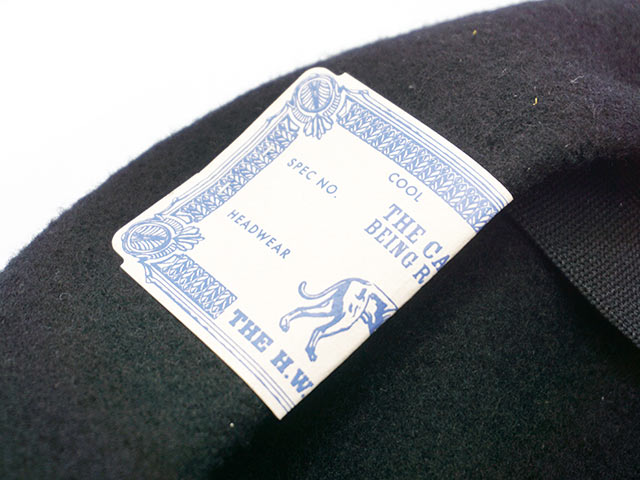 COOL
SPEC NO.
THE CA
BEING R
HEADWEAR
THE H.W.